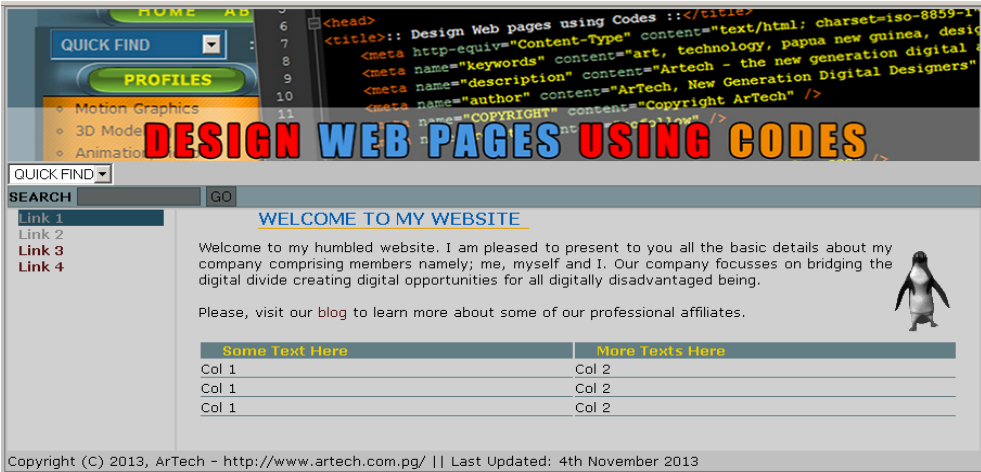 HOME AB
QUICK FIND :
PROFILES
Motion Graphics
3D Mode
Animation
5
6 <head>
7 <title>:: Design Web pages using Codes ::</title>
8 <meta http-equiv="Content-Type" content="text/html; charset=iso-8859-1"
9 <meta name="keywords" content="art, technology, papua new guinea, desig
10 <meta name="description" content="Artech - the new generation digital a
11 <meta name="author" content="ArTech, New Generation Digital Designers"
<meta name="COPYRIGHT" content="Copyright ArTech" />
DESIGN WEB PAGES USING CODES
QUICK FIND
SEARCH GO
Link 1
Link 2
Link 3
Link 4
WELCOME TO MY WEBSITE
Welcome to my humbled website. I am pleased to present to you all the basic details about my
company comprising members namely; me, myself and I. Our company focusses on bridging the
digital divide creating digital opportunities for all digitally disadvantaged being.
Please, visit our blog to learn more about some of our professional affiliates.
Some Text Here More Texts Here
Col 1 Col 2
Col 1 Col 2
Col 1 Col 2
Copyright (C) 2013, ArTech - http://www.artech.com.pg/ || Last Updated: 4th November 2013